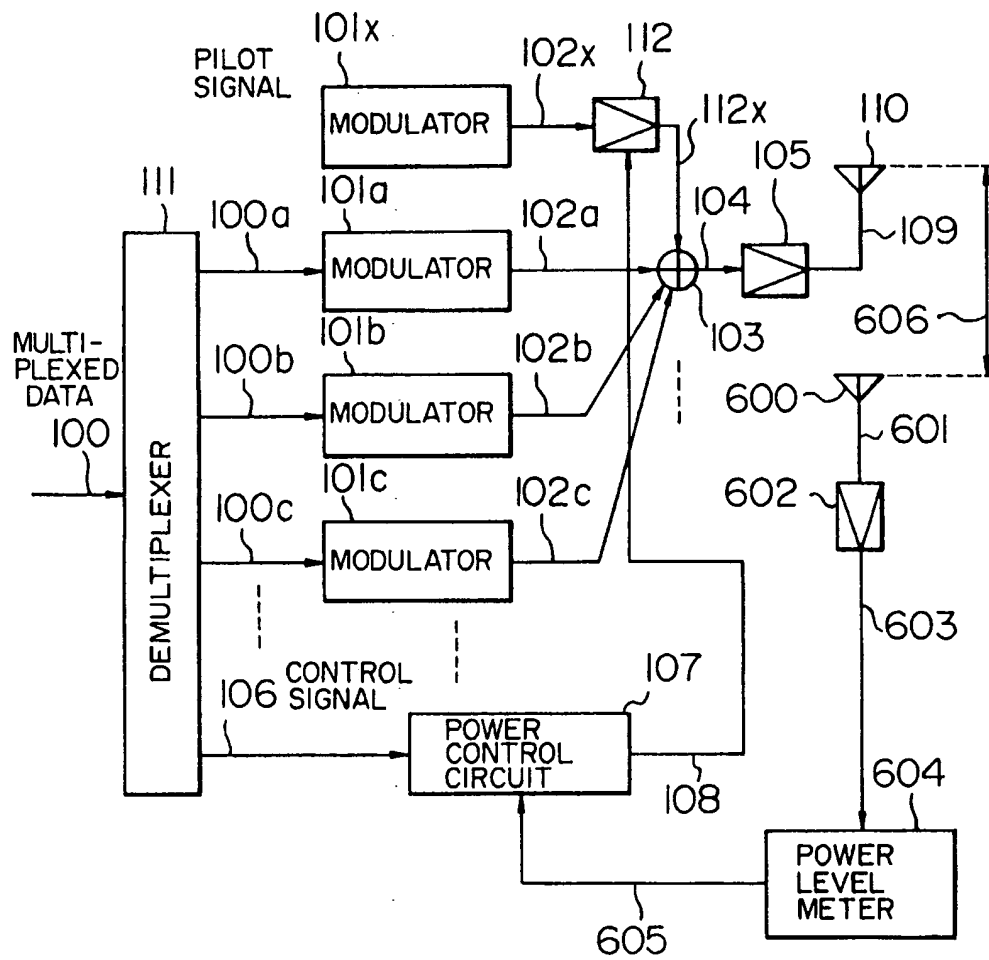 101x
PILOT
SIGNAL
102x
112
MODULATOR
112x
110
111
101a
105
100a
102a
104
109
MODULATOR
103
606
101b
MULTI-
PLEXED
DATA
100b
102b
MODULATOR
600
601
100
101c
602
100c
102c
MODULATOR
DEMULTIPLEXER
603
106
CONTROL
SIGNAL
107
POWER
CONTROL
CIRCUIT
108
604
POWER
LEVEL
METER
605